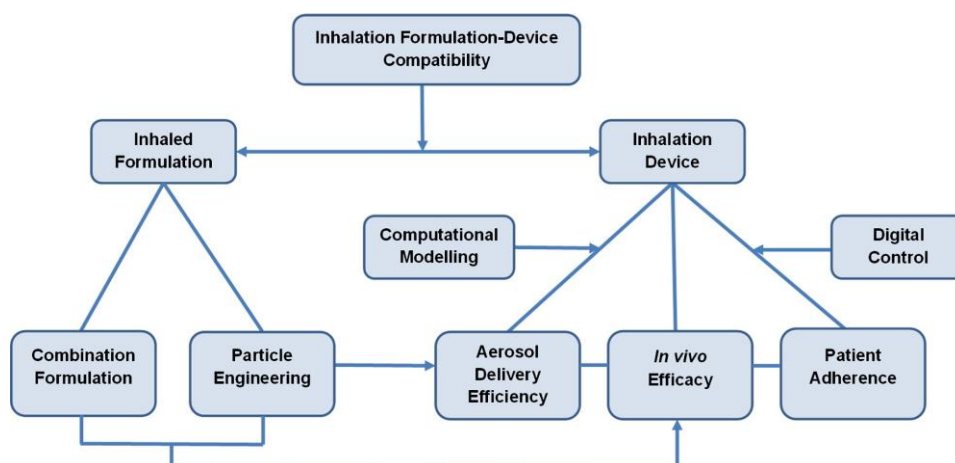 Inhalation Formulation-Device
Compatibility
Inhaled
Formulation
Inhalation
Device
Computational
Modelling
Digital
Control
Combination
Formulation
Particle
Engineering
Aerosol
Delivery
Efficiency
In vivo
Efficacy
Patient
Adherence